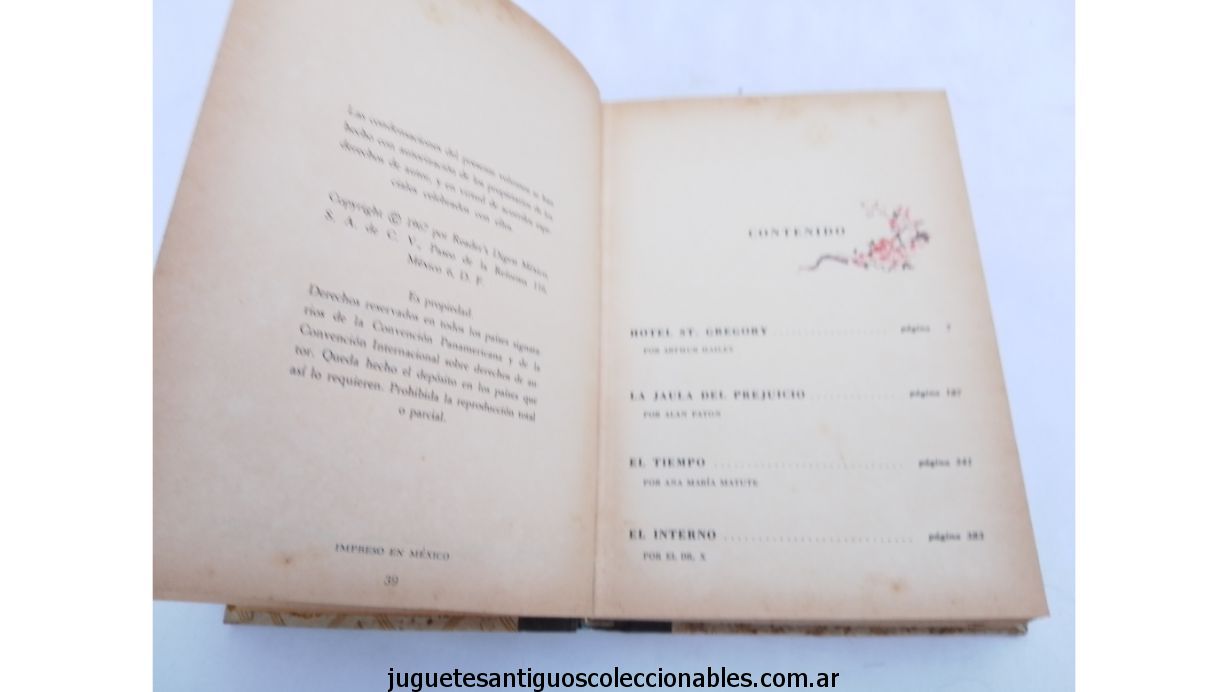 Las condensaciones del presente volumen se han
hecho con autorización de los propietarios de los
derechos de autor, y en virtud de acuerdos espe-
ciales celebrados con ellos.
Copyright © 1967 por Reader's Digest México,
S. A. de C. V., Paseo de la Reforma 116,
México 6, D. F.
Es propiedad.
Derechos reservados en todos los países signata-
rios de la Convención Panamericana y de la
Convención Internacional sobre derechos de au-
tor. Queda hecho el depósito en los países que
así lo requieren. Prohibida la reproducción total
o parcial.
IMPRESO EN MÉXICO
39
CONTENIDO
HOTEL ST. GREGORY página
POR ARTHUR HAILEY
LA JAULA DEL PREJUICIO página 187
POR ALAN PATON
EL TIEMPO página 341
POR ANA MARÍA MATUTE
EL INTERNO página 383
POR EL DR. X
juguetesantiguoscoleccionables.com.ar